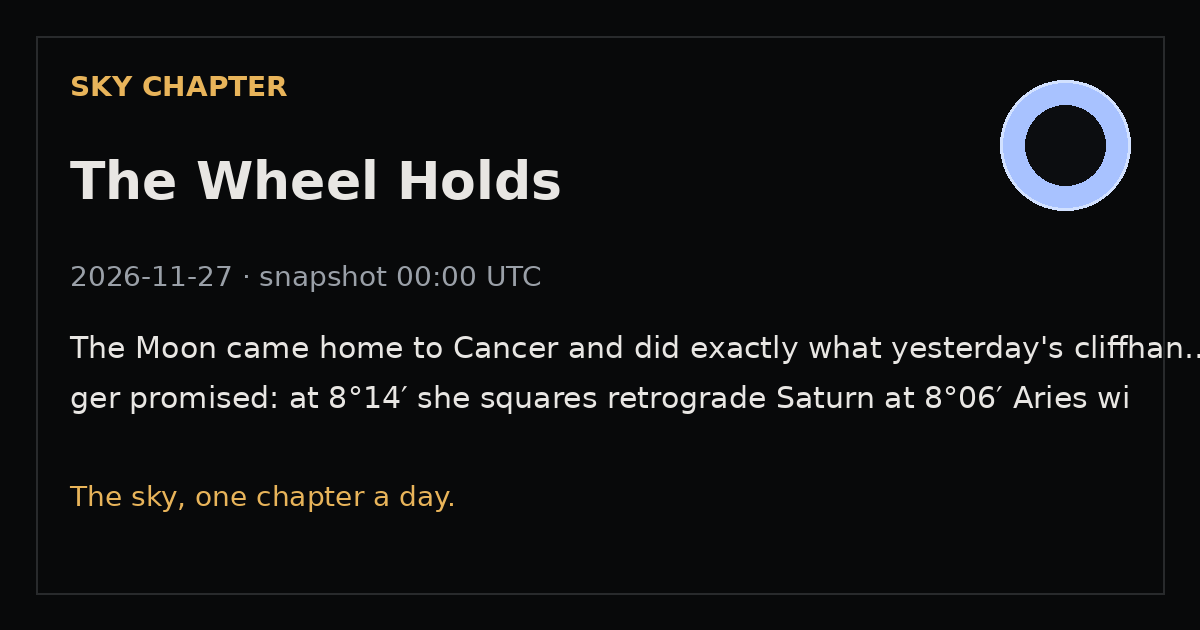 SKY CHAPTER
The Wheel Holds
2026-11-27 · snapshot 00:00 UTC
The Moon came home to Cancer and did exactly what yesterday's cliffhan..
ger promised: at 8°14′ she squares retrograde Saturn at 8°06′ Aries wi
The sky, one chapter a day.